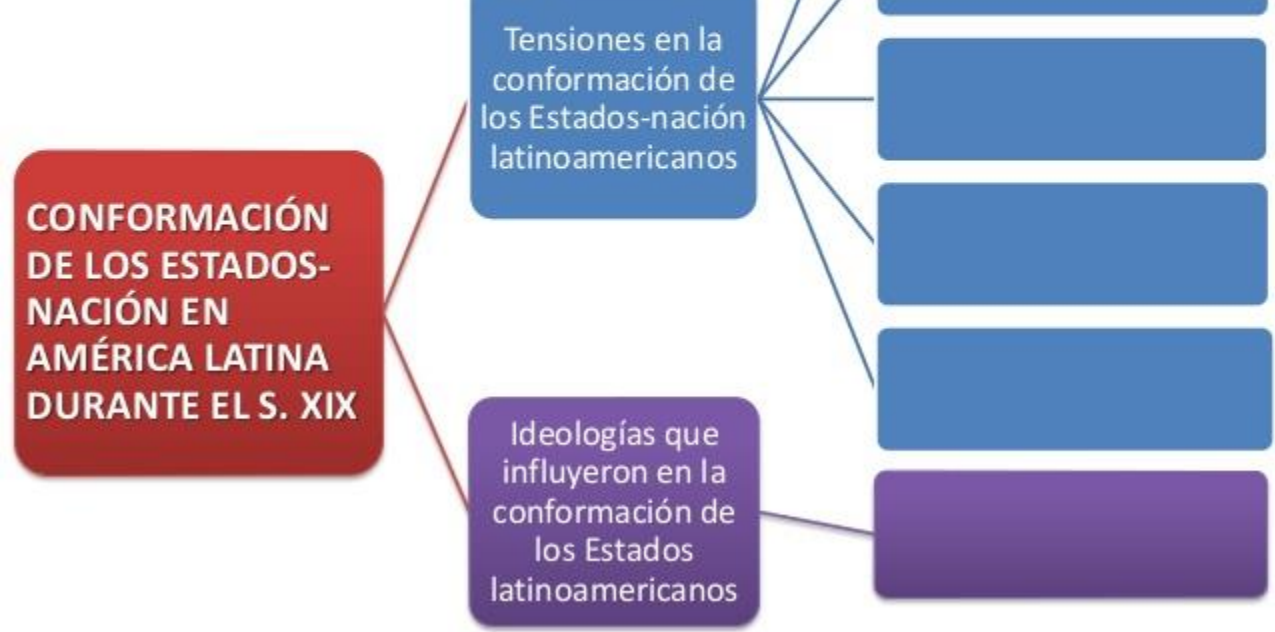 Tensiones en la
conformación de
los Estados-nación
latinoamericanos
CONFORMACIÓN
DE LOS ESTADOS-
NACIÓN EN
AMÉRICA LATINA
DURANTE EL S. XIX
Ideologías que
influyeron en la
conformación de
los Estados
latinoamericanos